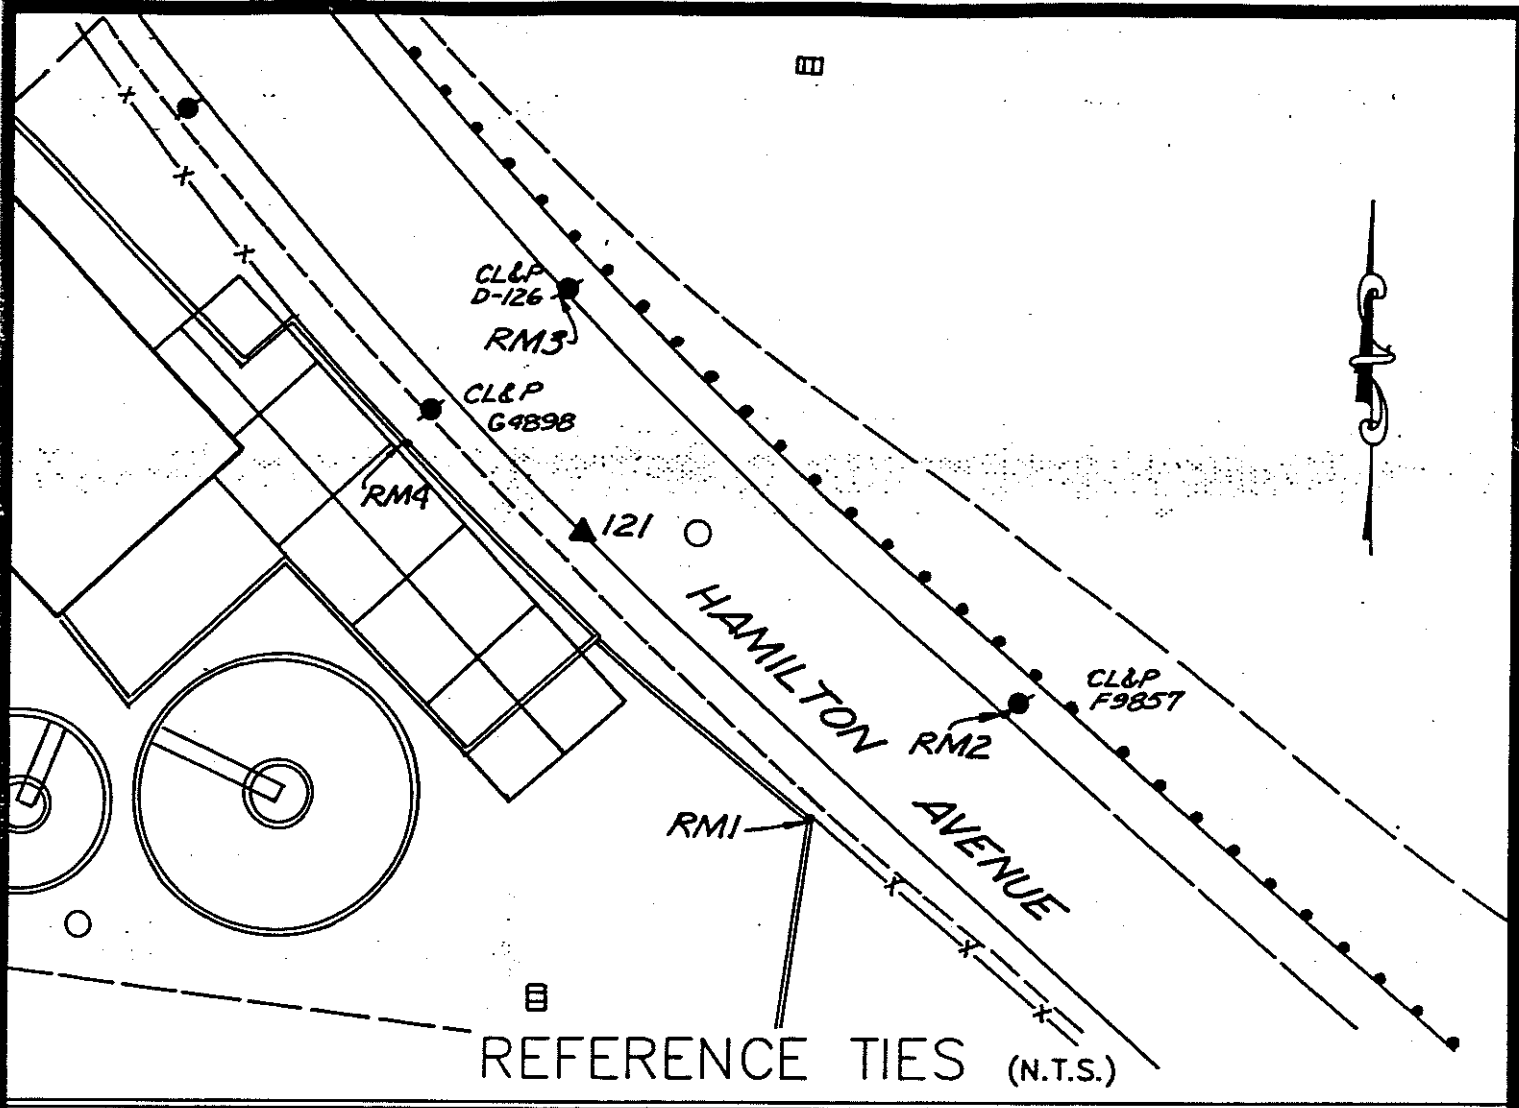 CL&P
D-126
RM3
CL&P
G4898
RM4
121
HAMILTON
AVENUE
CL&P
F9857
RM2
RM1
REFERENCE TIES (N.T.S.)